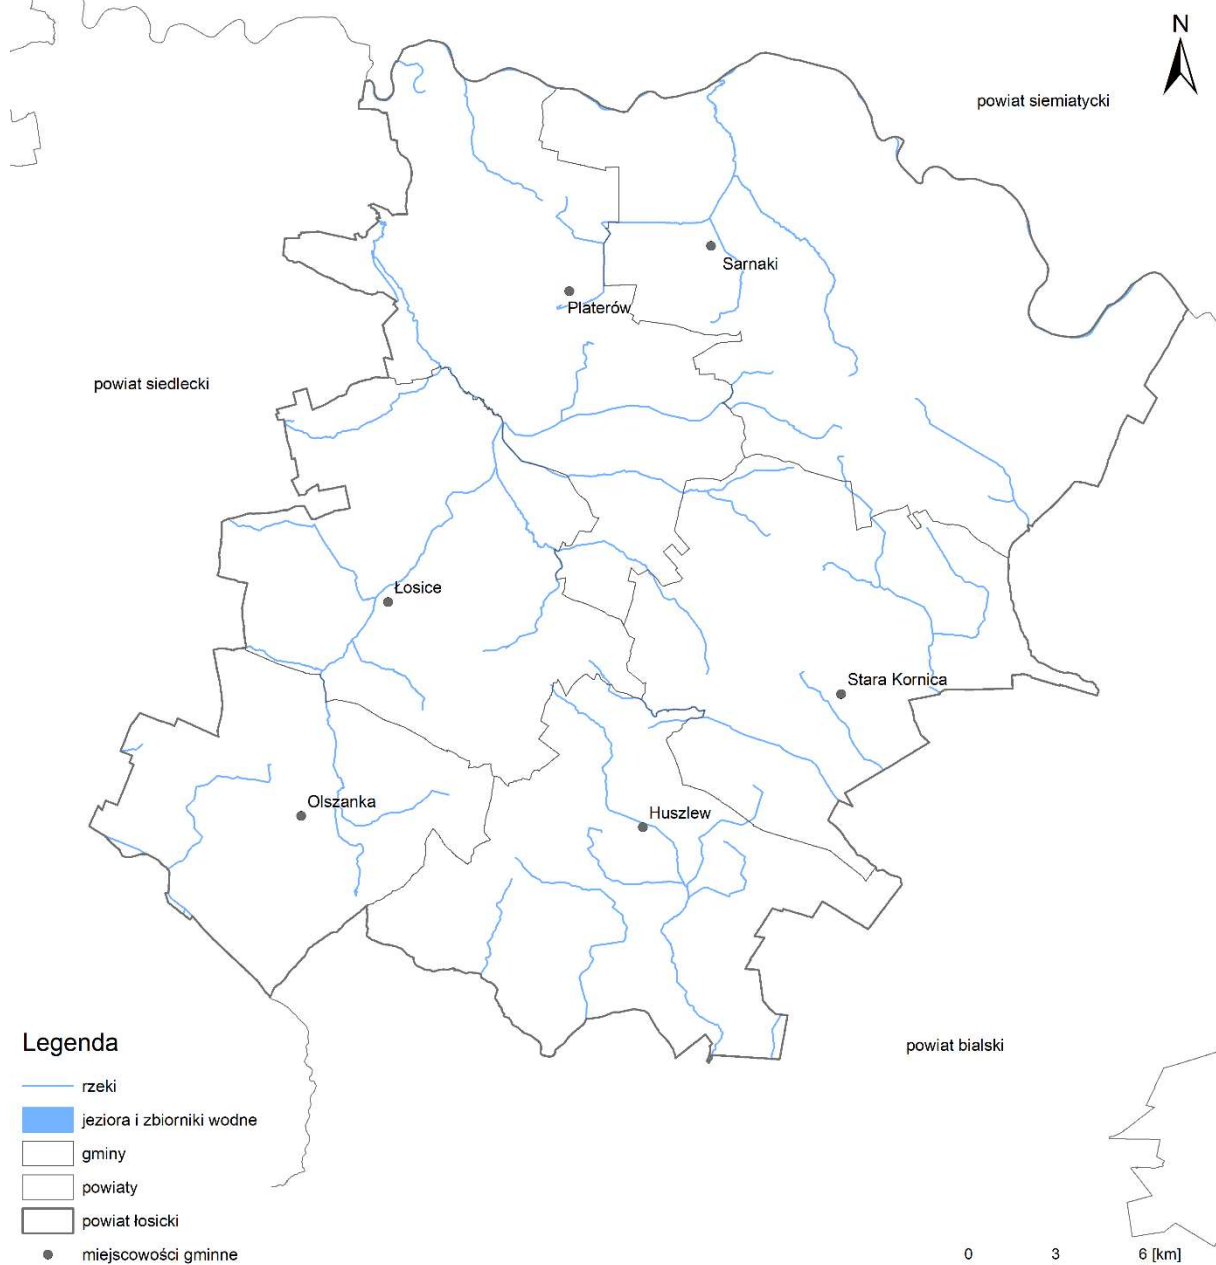 N
powiat siemiatycki
Sarnaki
Platerów
powiat siedlecki
Łosice
Stara Kornica
Olszanka
Huszlew
powiat bialski
Legenda
rzeki
jeziora i zbiorniki wodne
gminy
powiaty
powiat łosicki
miejscowości gminne
0 3 6 [km]